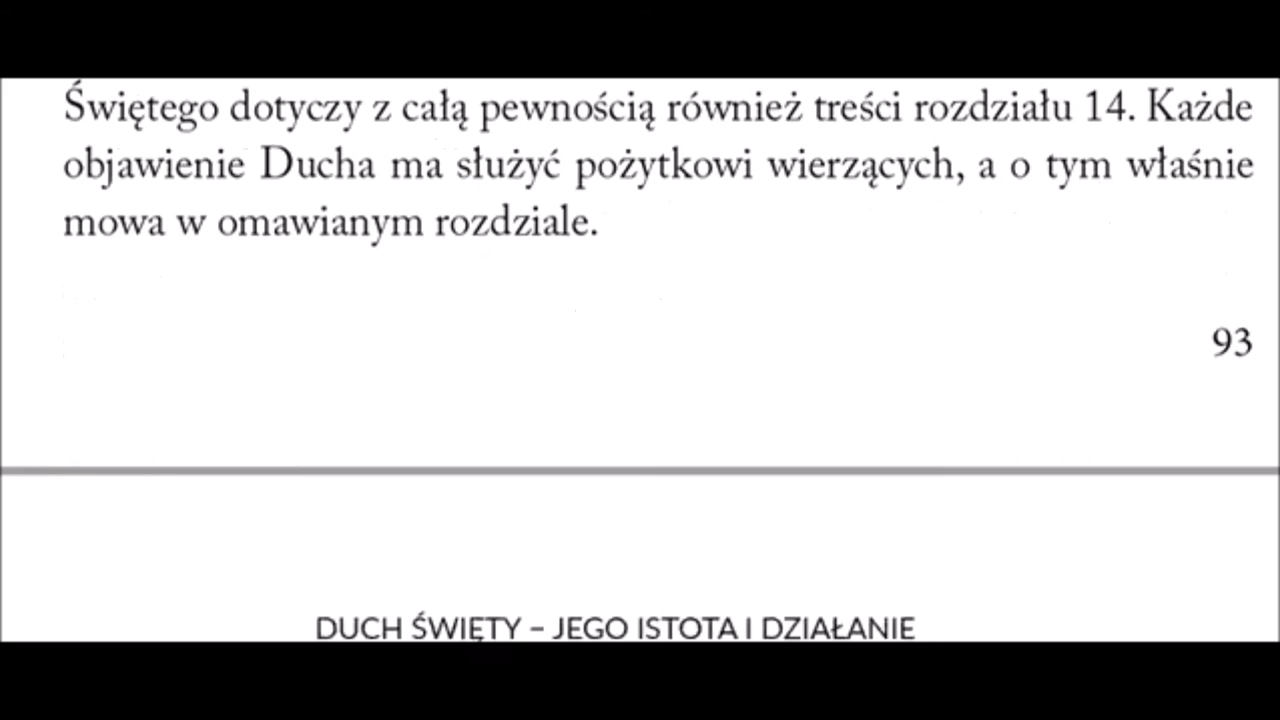 Świętego dotyczy z całą pewnością również treści rozdziału 14. Każde
objawienie Ducha ma służyć pożytkowi wierzących, a o tym właśnie
mowa w omawianym rozdziale.
93
DUCH ŚWIĘTY – JEGO ISTOTA I DZIAŁANIE